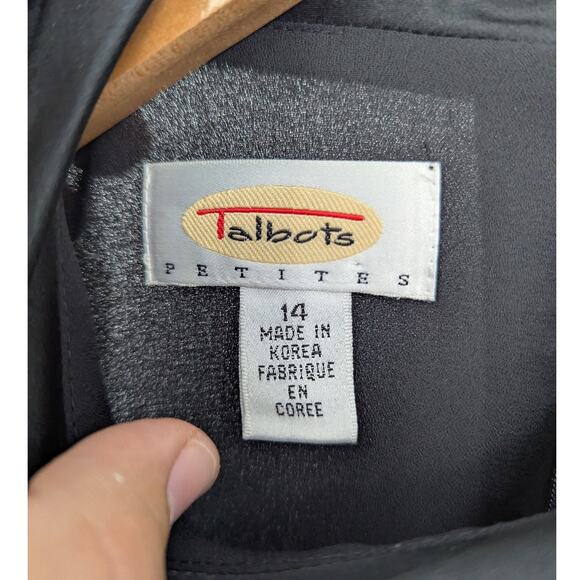 Talbots
PETITES
14
MADE IN
KOREA
FABRIQUE
EN
COREE